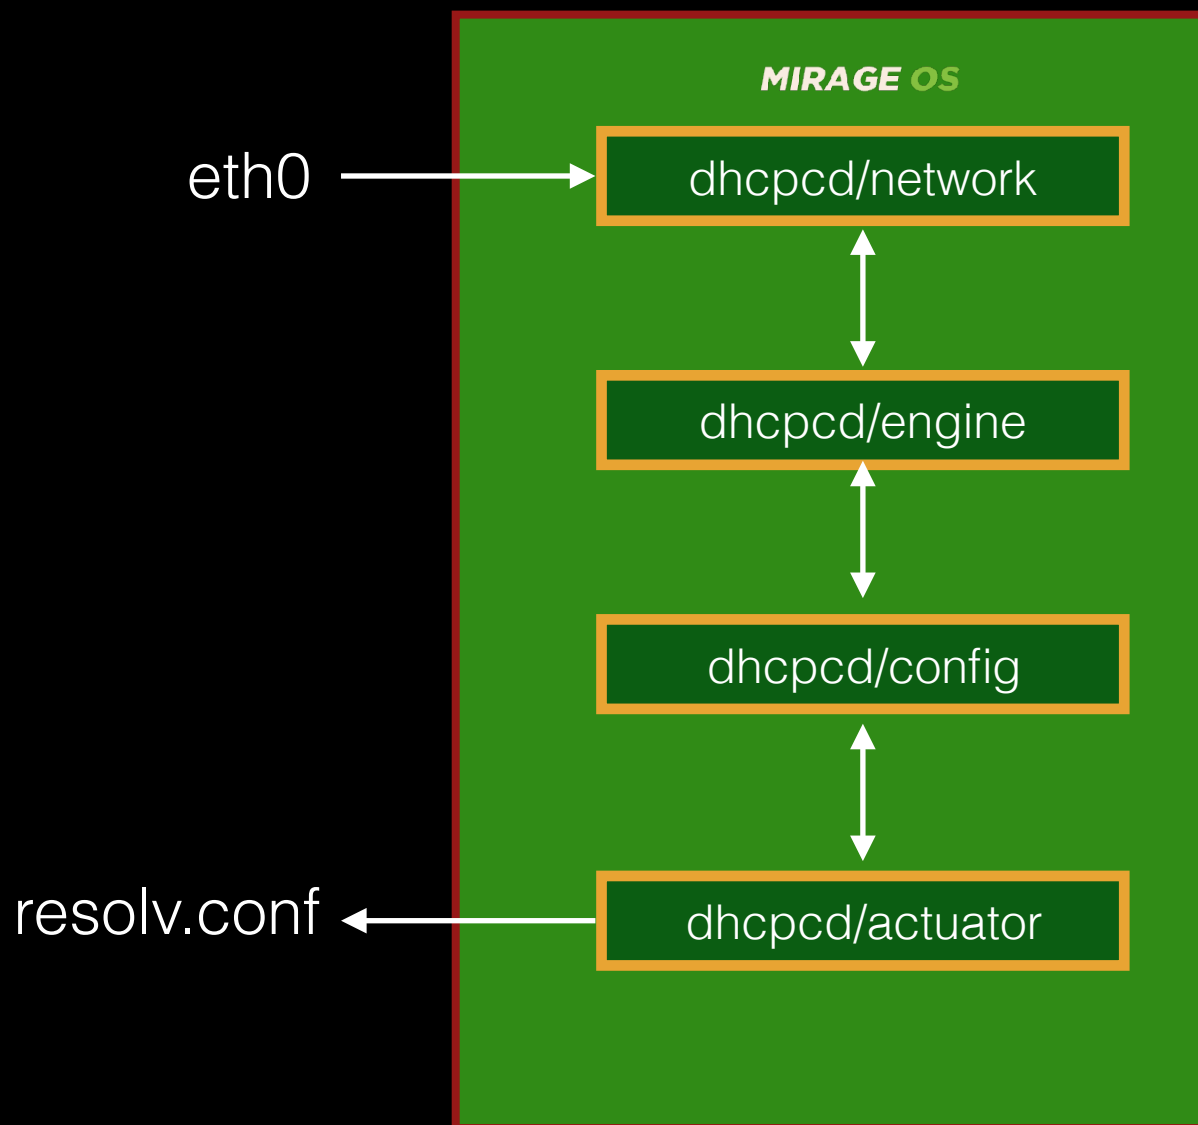 MIRAGE OS
eth0
dhcpcd/network
dhcpcd/engine
dhcpcd/config
resolv.conf
dhcpcd/actuator